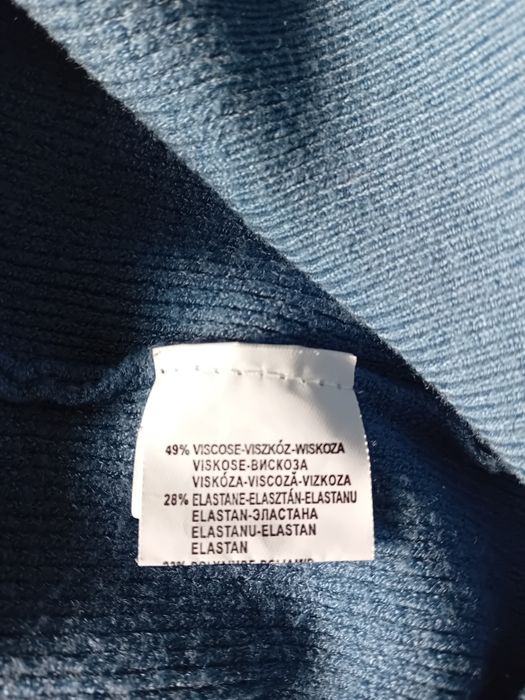 49% VISCOSE-VISZKÓZ-WISKOZA
VISKOSE-ВИСКОЗА
VISKÓZA-VISCOZĂ-VIZKOZA
28% ELASTANE-ELASZTÁN-ELASTANU
ELASTAN-ЭЛАСТАНА
ELASTANU-ELASTAN
ELASTAN